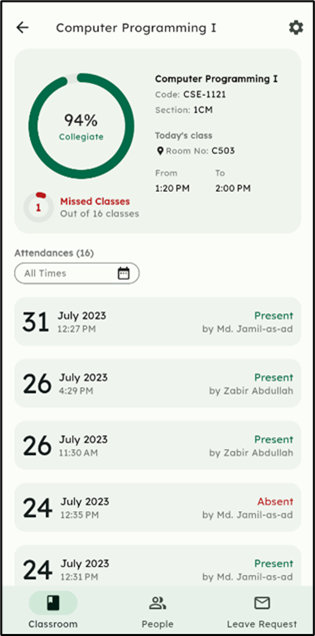 Computer Programming I
94%
Collegiate
1
Missed Classes
Out of 16 classes
Computer Programming I
Code: CSE-1121
Section: 1CM
Today's class
Room No: C503
From To
1:20 PM 2:00 PM
Attendances (16)
All Times
31 July 2023 Present
12:27 PM by Md. Jamil-as-ad
26 July 2023 Present
4:29 PM by Zabir Abdullah
26 July 2023 Present
11:30 AM by Zabir Abdullah
24 July 2023 Absent
12:35 PM by Md. Jamil-as-ad
24 July 2023 Present
12:31 PM by Md. Jamil-as-ad
Classroom People Leave Request